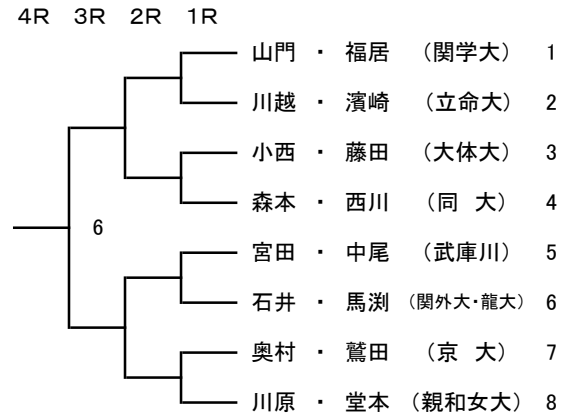 ４Ｒ ３Ｒ ２Ｒ １Ｒ
山門 ・ 福居 (関学大) 1
川越 ・ 濱崎 (立命大) 2
小西 ・ 藤田 (大体大) 3
森本 ・ 西川 (同 大) 4
6
宮田 ・ 中尾 (武庫川) 5
石井 ・ 馬渕 (関外大・龍大) 6
奥村 ・ 鷲田 (京 大) 7
川原 ・ 堂本 (親和女大) 8